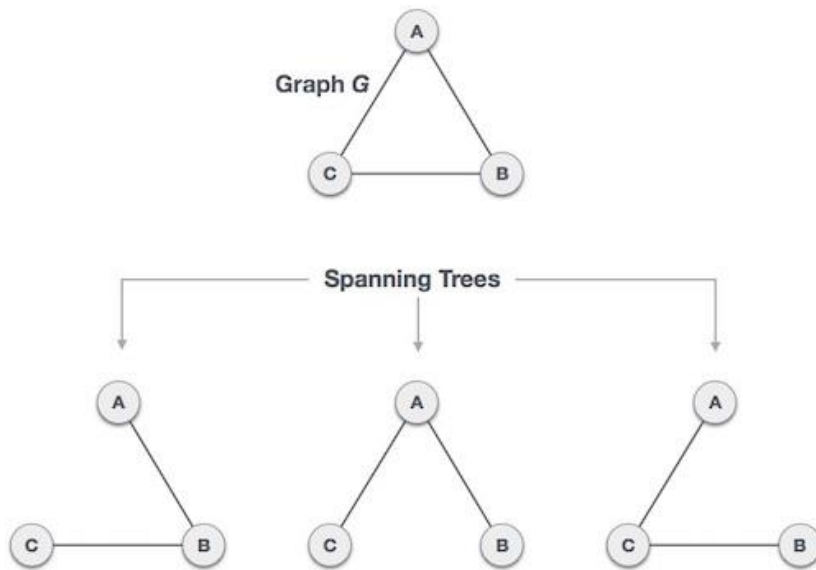 A
Graph G
C B
Spanning Trees
A A A
C B C B C B